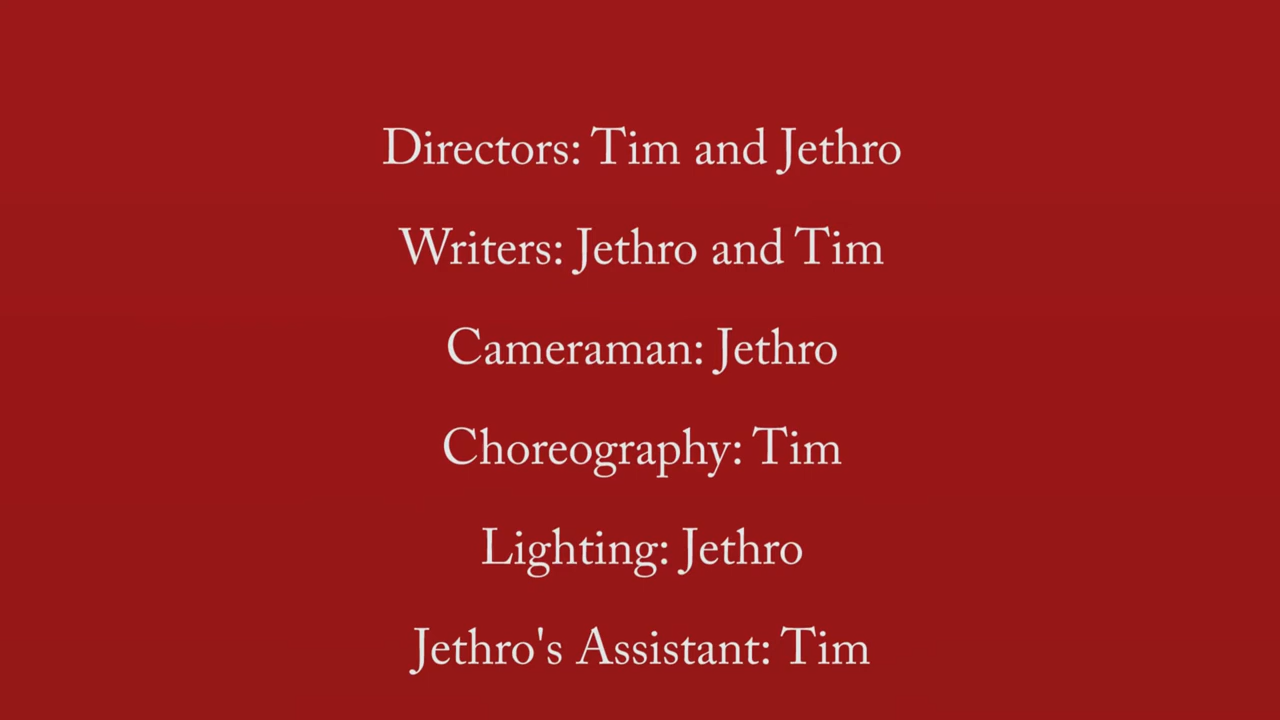 Directors: Tim and Jethro
Writers: Jethro and Tim
Cameraman: Jethro
Choreography: Tim
Lighting: Jethro
Jethro's Assistant: Tim